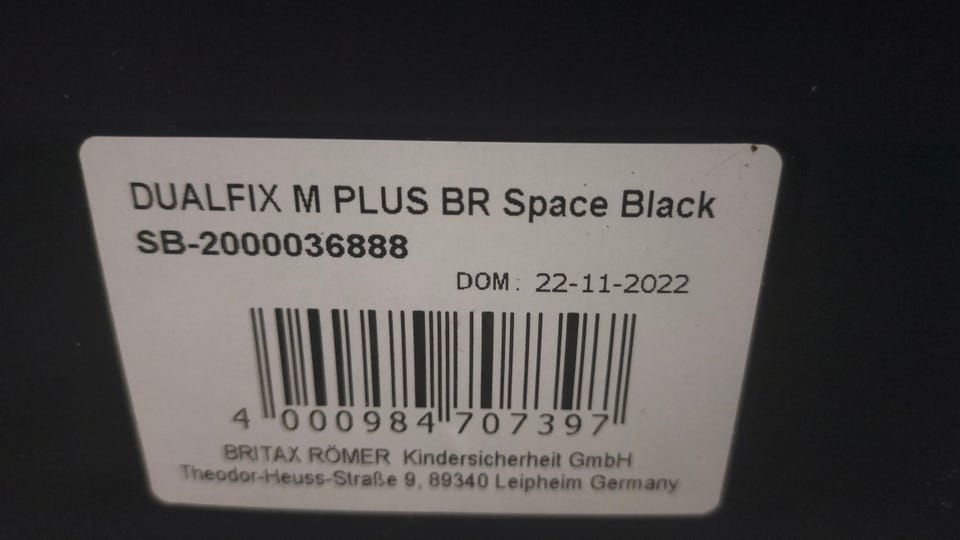 DUALFIX M PLUS BR Space Black
SB-2000036888
DOM: 22-11-2022
4 000984 707397
BRITAX RÖMER Kindersicherheit GmbH
Theodor-Heuss-Straße 9, 89340 Leipheim Germany